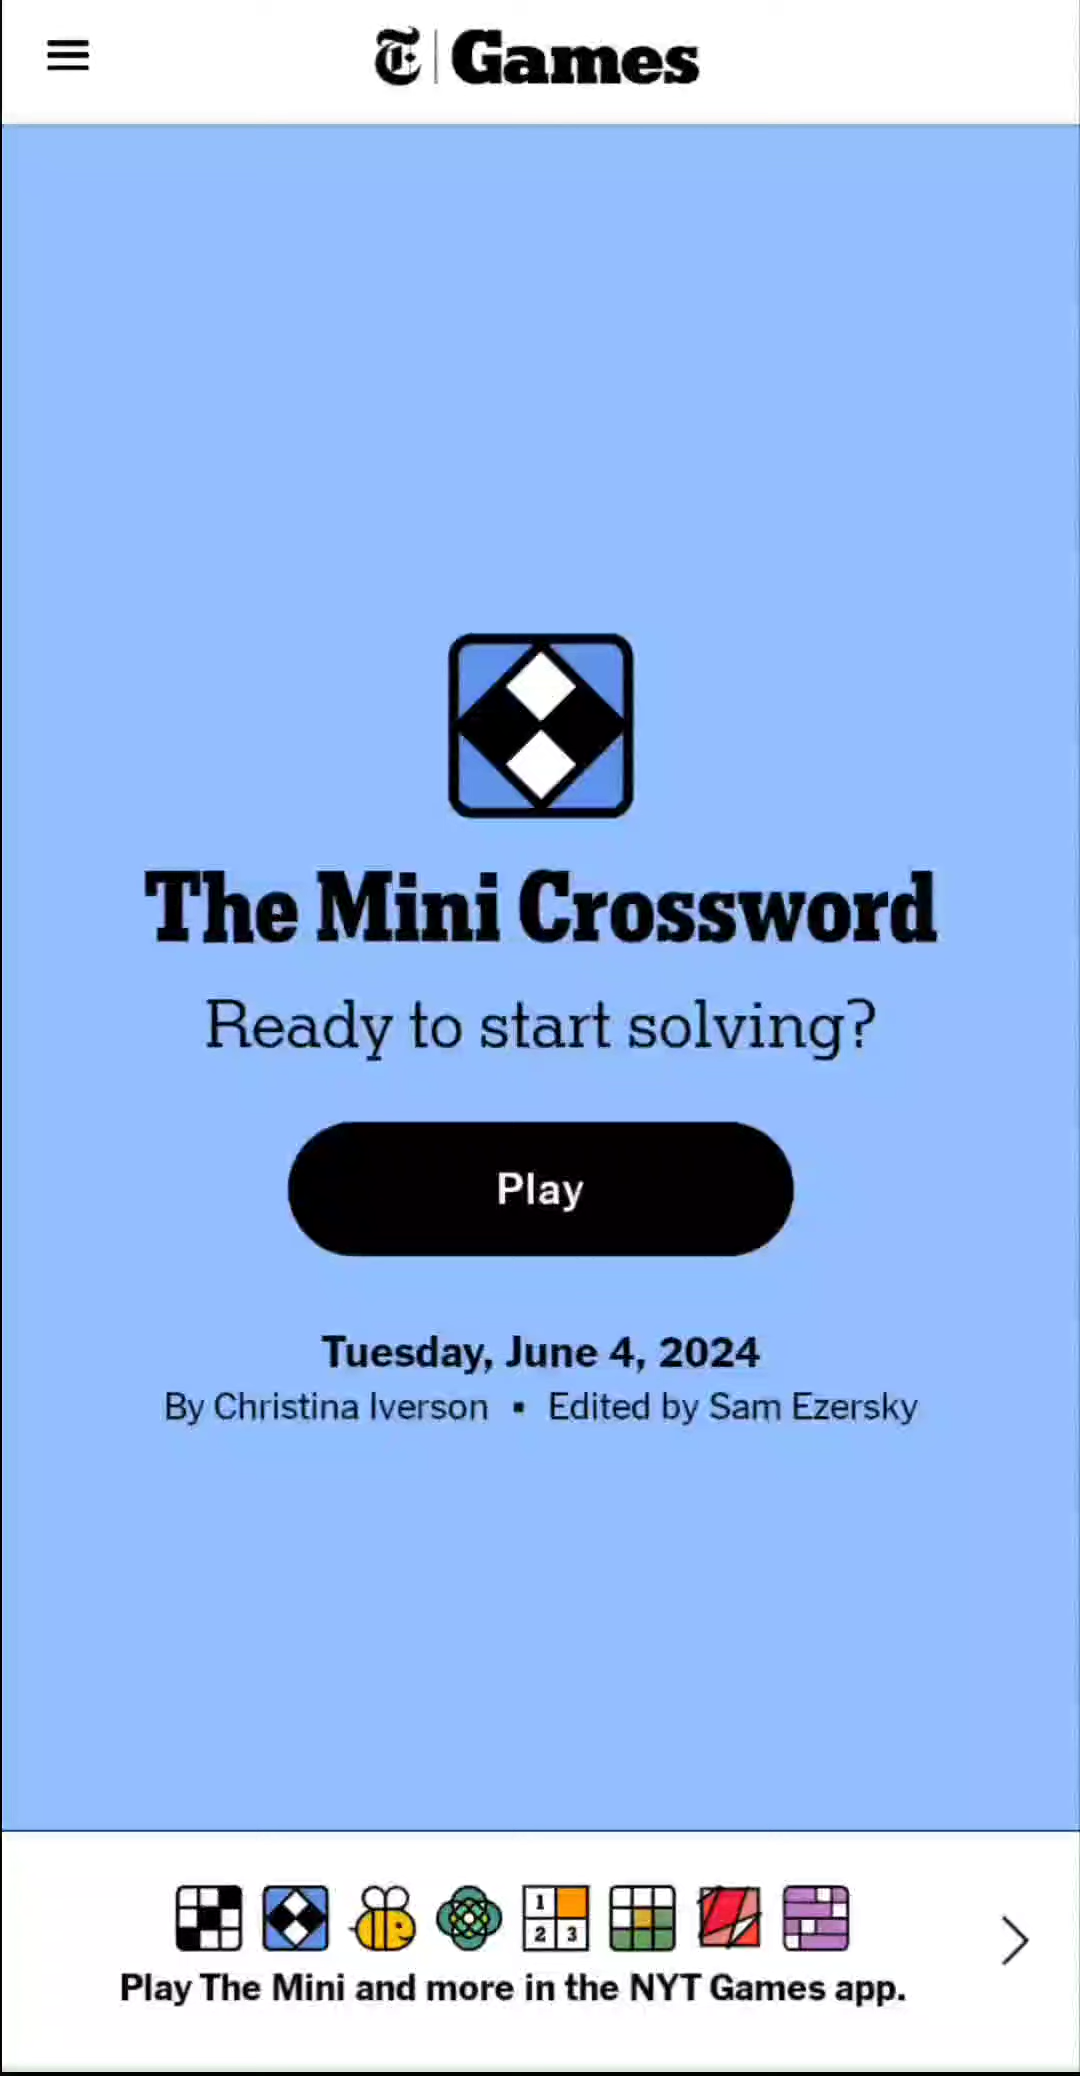 T Games
The Mini Crossword
Ready to start solving?
Play
Tuesday, June 4, 2024
By Christina Iverson ▪ Edited by Sam Ezersky
1
2 3
Play The Mini and more in the NYT Games app.